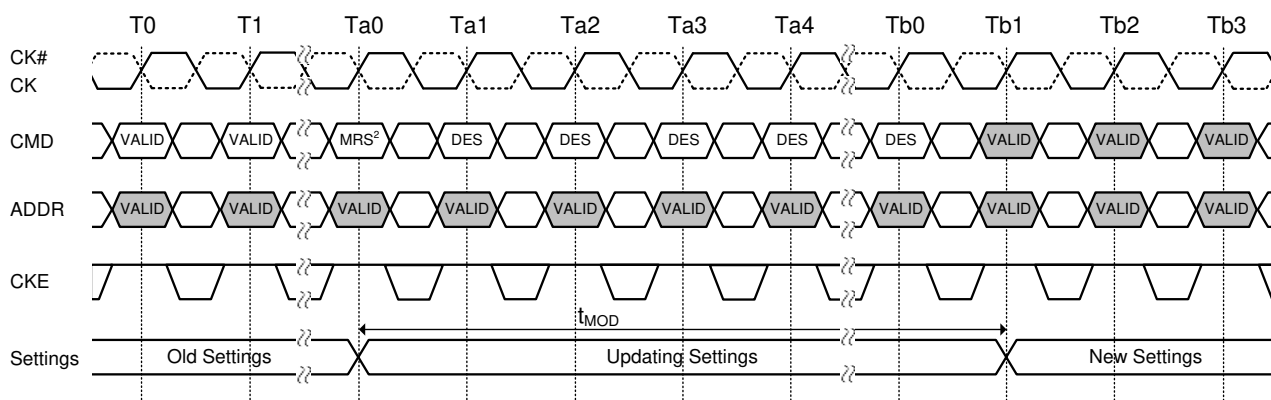 T0 T1 Ta0 Ta1 Ta2 Ta3 Ta4 Tb0 Tb1 Tb2 Tb3
CK#
CK
CMD VALID VALID MRS² DES DES DES DES DES VALID VALID VALID
ADDR VALID VALID VALID VALID VALID VALID VALID VALID VALID VALID VALID
CKE
tMOD
Settings Old Settings Updating Settings New Settings